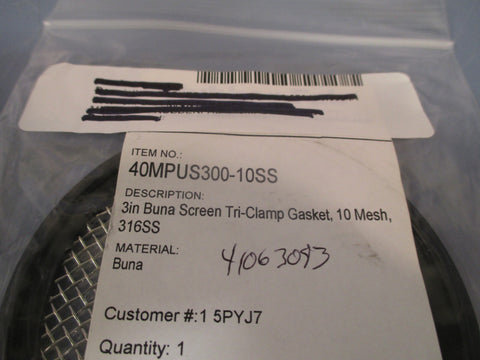 ITEM NO.:
40MPUS300-10SS
DESCRIPTION:
3in Buna Screen Tri-Clamp Gasket, 10 Mesh,
316SS
MATERIAL:
Buna
41063093
Customer #:1 5PYJ7
Quantity: 1